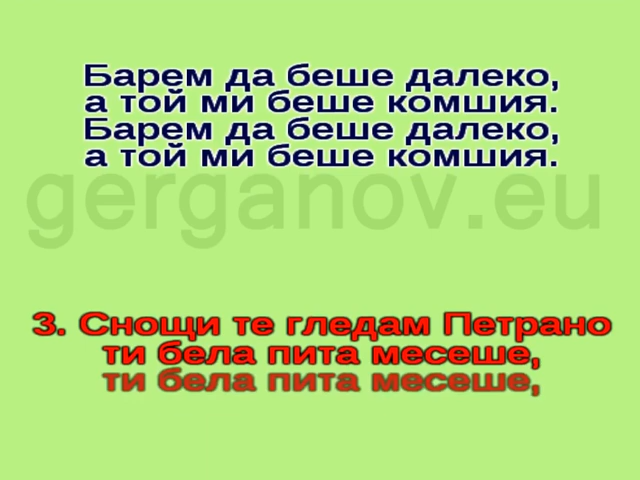 Барем да беше далеко,
а той ми беше комшия.
Барем да беше далеко,
а той ми беше комшия.
gerganov.eu
3. Снощи те гледам Петрано
ти бела пита месеше,
ти бела пита месеше,